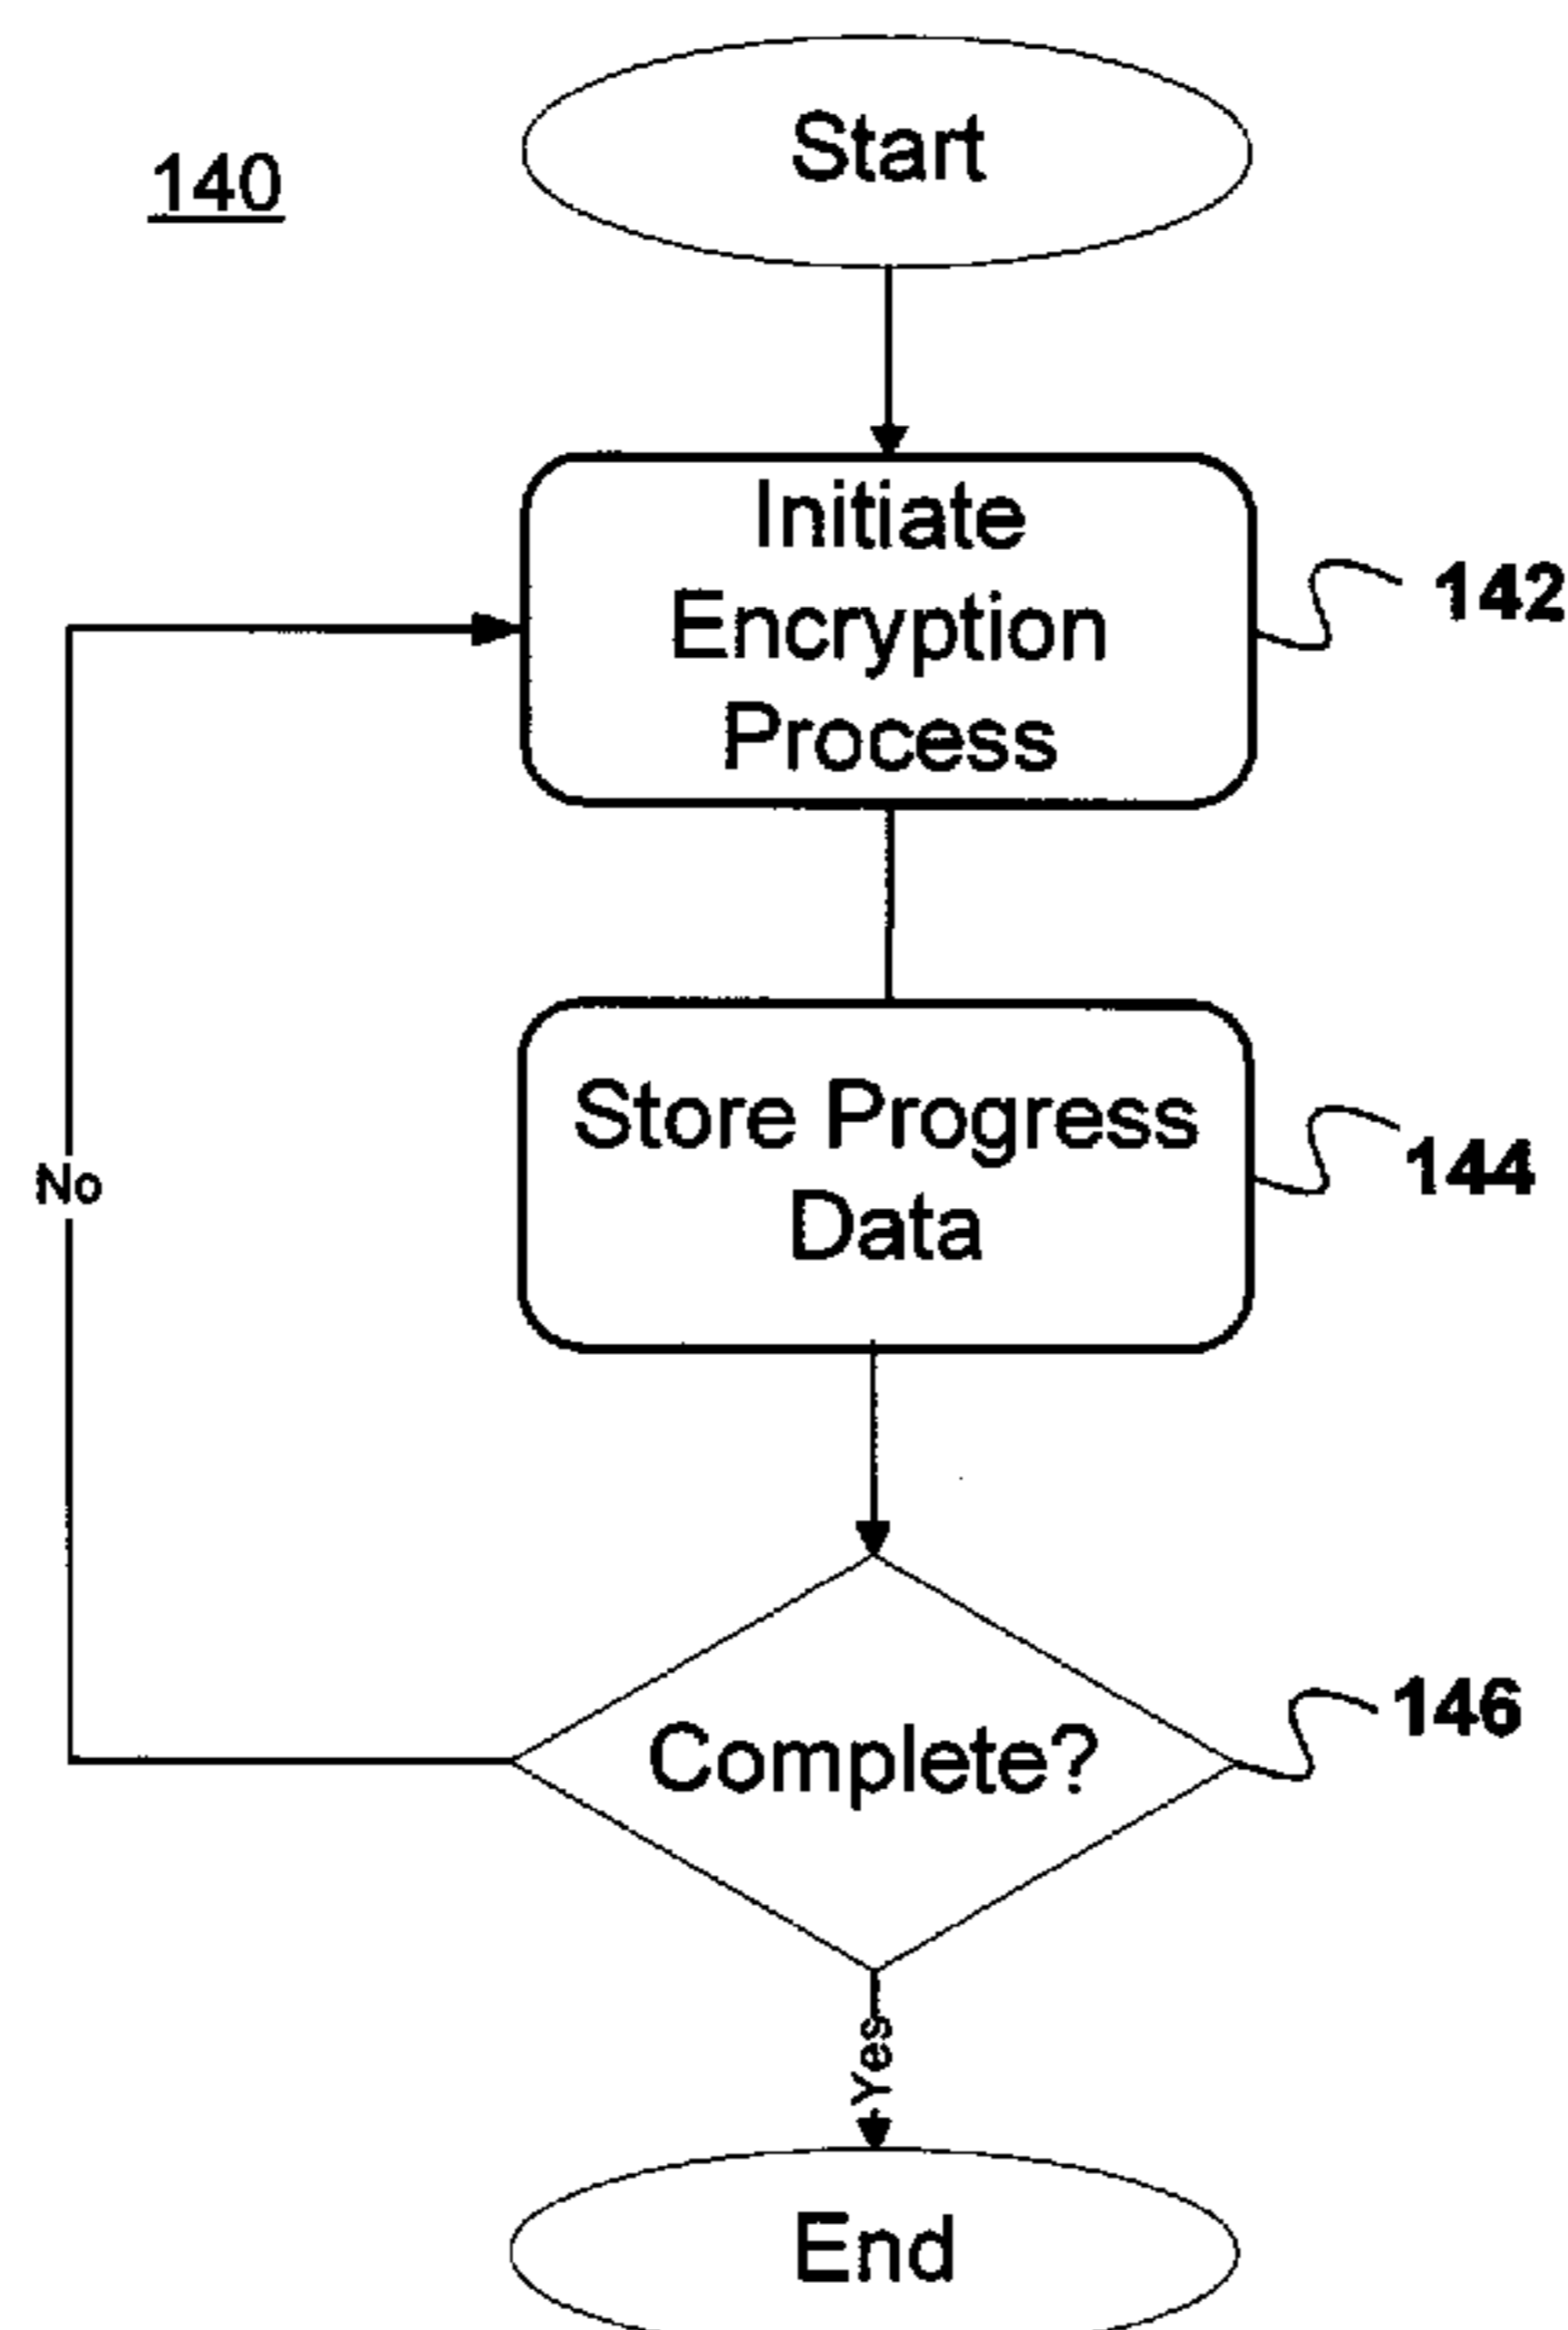 140
Start
Initiate
Encryption
Process
142
Store Progress
Data
144
No
Complete?
146
Yes
End